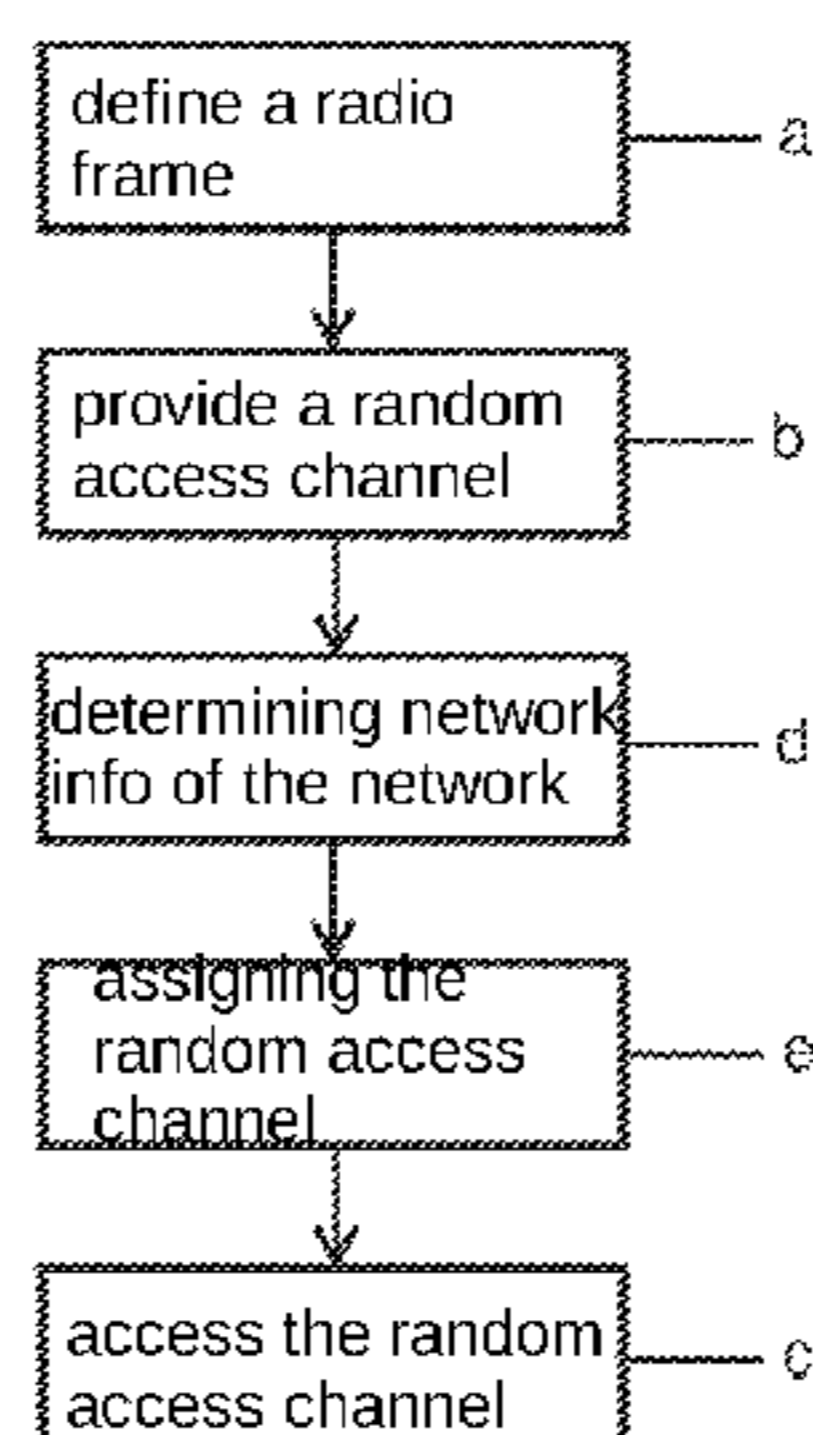 define a radio
frame
a
provide a random
access channel
b
determining network
info of the network
d
assigning the
random access
channel
e
access the random
access channel
c